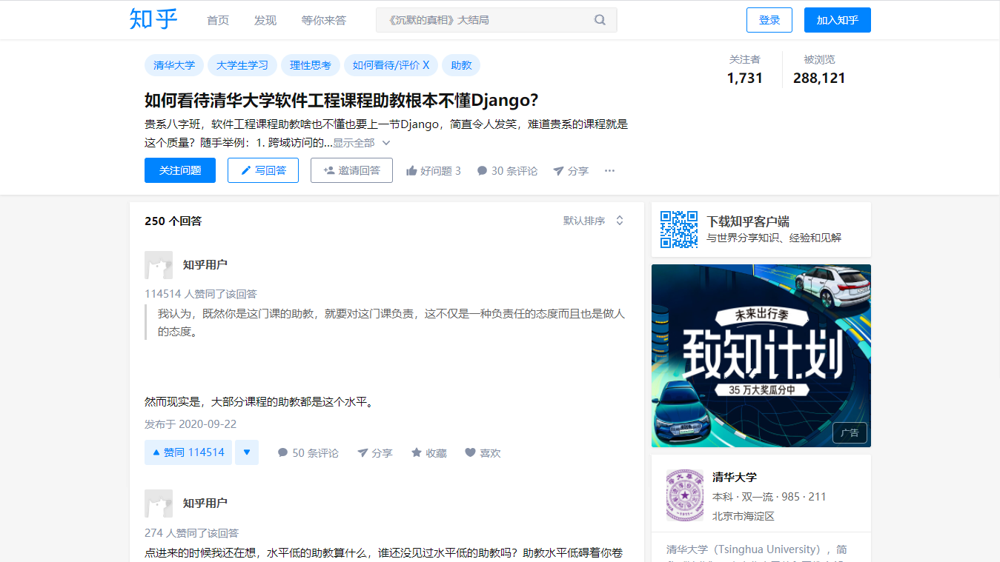 知乎
首页
发现
等你来答
《沉默的真相》大结局
登录
加入知乎
清华大学
大学生学习
理性思考
如何看待/评价 X
助教
关注者
1,731
被浏览
288,121
如何看待清华大学软件工程课程助教根本不懂Django？
贵系八字班，软件工程课程助教啥也不懂也要上一节Django，简直令人发笑，难道贵系的课程就是
这个质量？随手举例：1. 跨域访问的...显示全部
关注问题
写回答
邀请回答
好问题 3
30 条评论
分享
250 个回答
默认排序
知乎用户
114514 人赞同了该回答
我认为，既然你是这门课的助教，就要对这门课负责，这不仅是一种负责任的态度而且也是做人
的态度。
然而现实是，大部分课程的助教都是这个水平。
发布于 2020-09-22
赞同 114514
50 条评论
分享
收藏
喜欢
知乎用户
274 人赞同了该回答
点进来的时候我还在想，水平低的助教算什么，谁还没见过水平低的助教吗？助教水平低碍着你卷
下载知乎客户端
与世界分享知识、经验和见解
未来出行季
致知计划
35 万大奖瓜分中
广告
清华大学
本科 · 双一流 · 985 · 211
北京市海淀区
清华大学（Tsinghua University），简